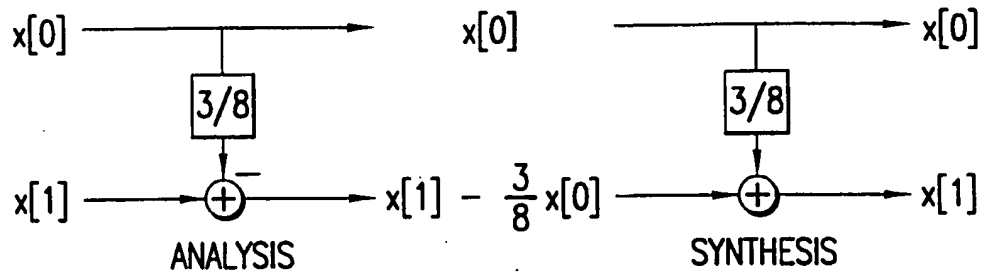 x[0] x[0] x[0]
3/8 3/8
−
x[1] + x[1] − 3/8 x[0] + x[1]
ANALYSIS SYNTHESIS